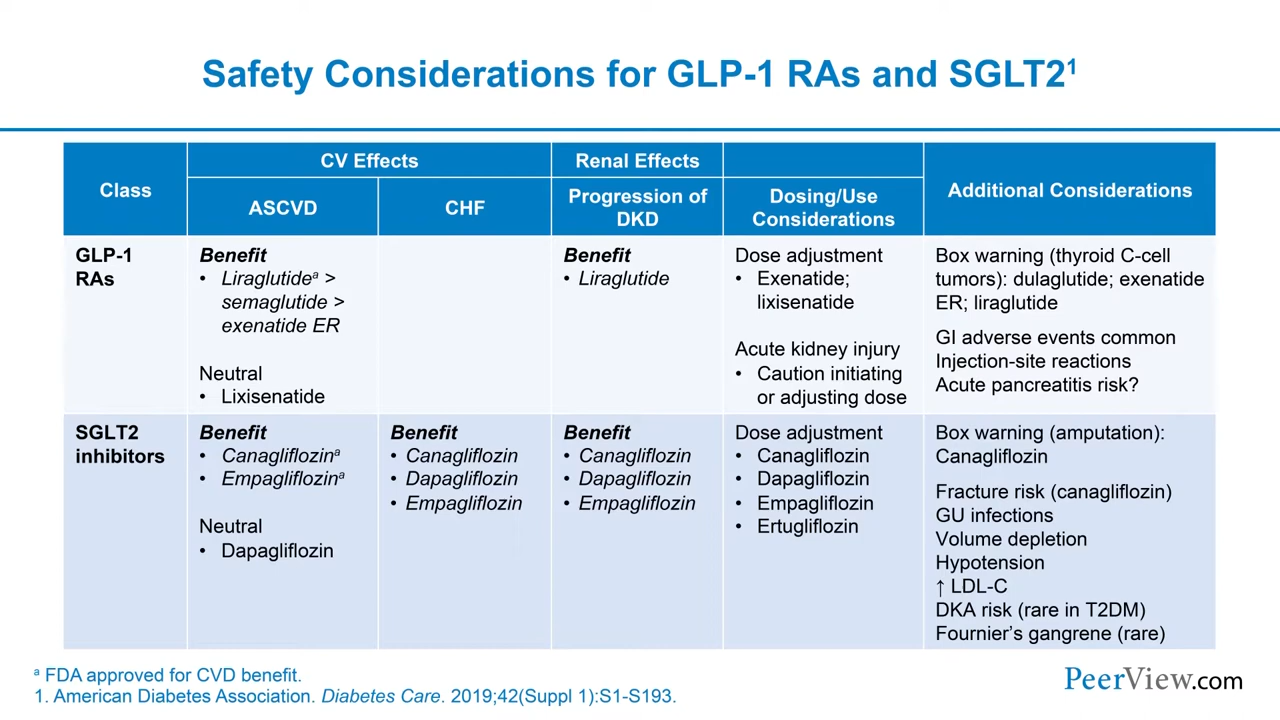 Safety Considerations for GLP-1 RAs and SGLT2¹
Class
CV Effects
Renal Effects
Additional Considerations
ASCVD
CHF
Progression of
DKD
Dosing/Use
Considerations
GLP-1
RAs
Benefit
• Liraglutideᵃ >
semaglutide >
exenatide ER
Neutral
• Lixisenatide
Benefit
• Liraglutide
Dose adjustment
• Exenatide;
lixisenatide
Acute kidney injury
• Caution initiating
or adjusting dose
Box warning (thyroid C-cell
tumors): dulaglutide; exenatide
ER; liraglutide
GI adverse events common
Injection-site reactions
Acute pancreatitis risk?
SGLT2
inhibitors
Benefit
• Canagliflozinᵃ
• Empagliflozinᵃ
Neutral
• Dapagliflozin
Benefit
• Canagliflozin
• Dapagliflozin
• Empagliflozin
Benefit
• Canagliflozin
• Dapagliflozin
• Empagliflozin
Dose adjustment
• Canagliflozin
• Dapagliflozin
• Empagliflozin
• Ertugliflozin
Box warning (amputation):
Canagliflozin
Fracture risk (canagliflozin)
GU infections
Volume depletion
Hypotension
↑ LDL-C
DKA risk (rare in T2DM)
Fournier’s gangrene (rare)
ᵃ FDA approved for CVD benefit.
1. American Diabetes Association. Diabetes Care. 2019;42(Suppl 1):S1-S193.
PeerView.com